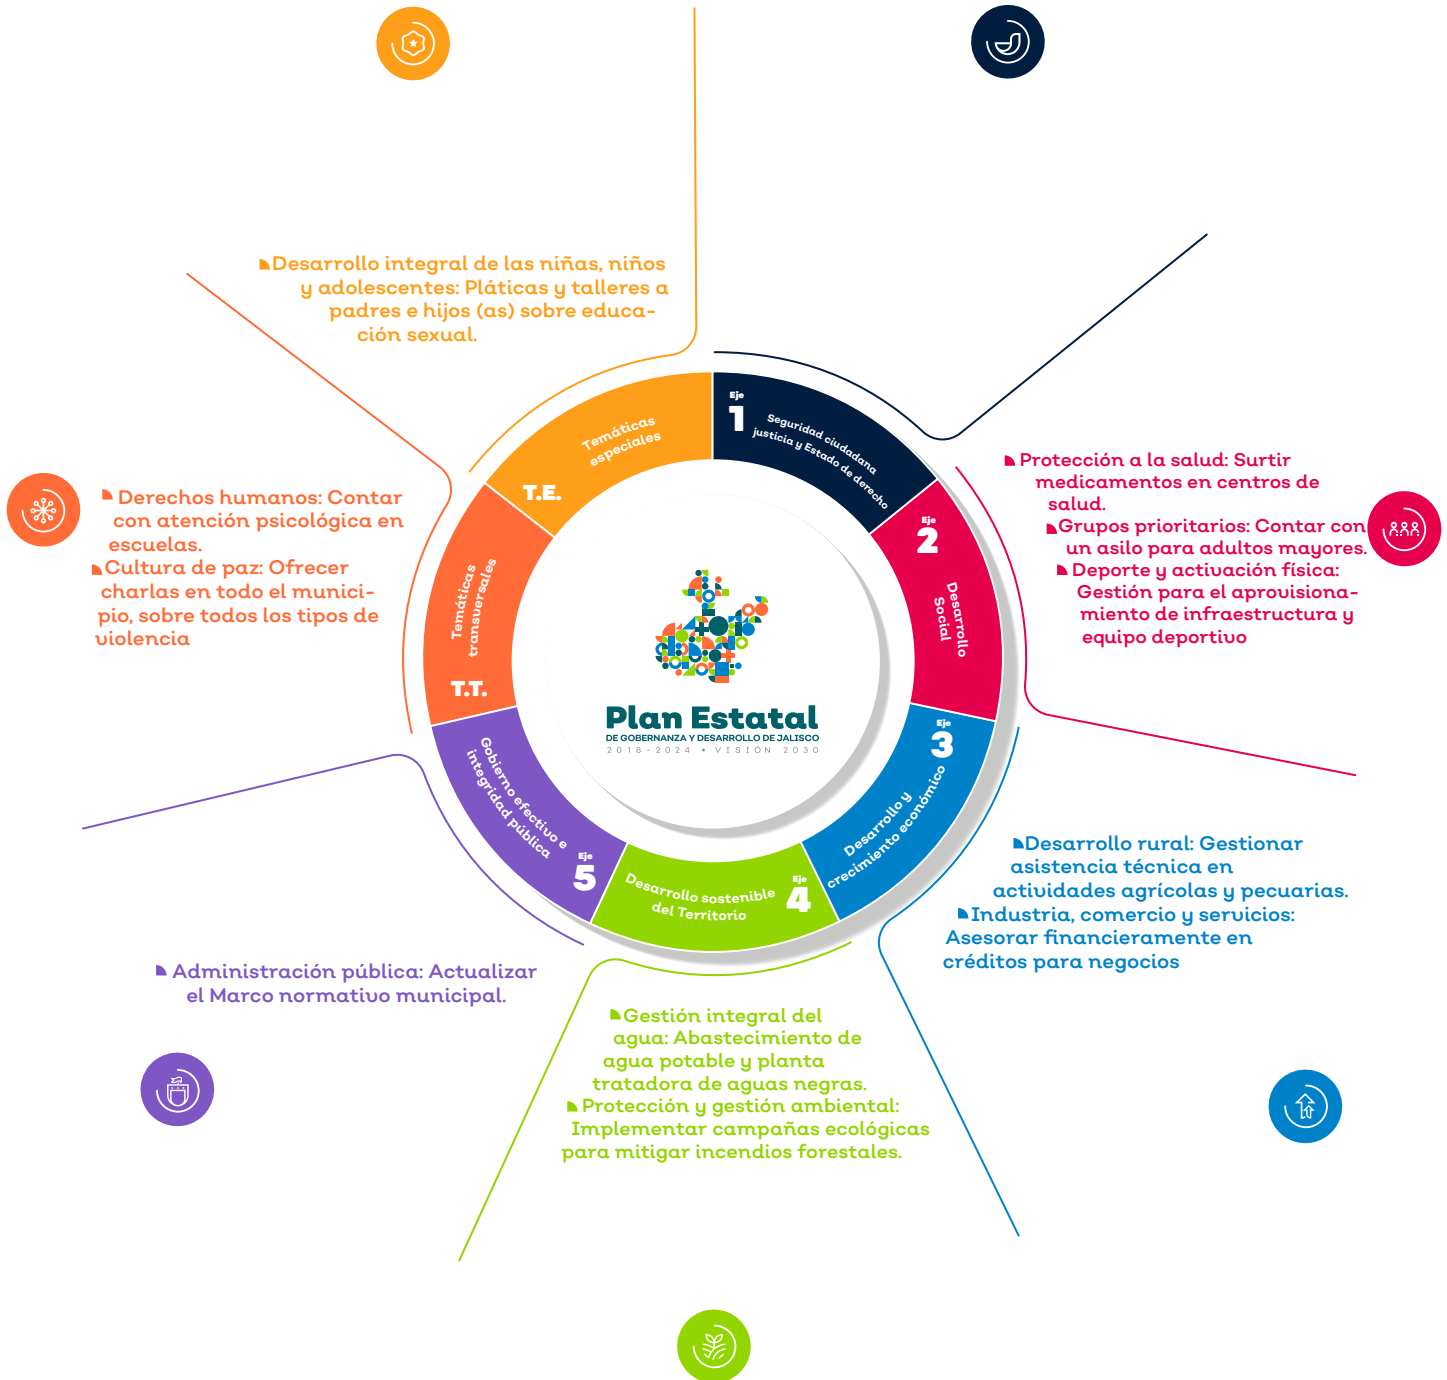 Desarrollo integral de las niñas, niños
y adolescentes: Pláticas y talleres a
padres e hijos (as) sobre educa-
ción sexual.
Temáticas
especiales
T.E.
Eje
1
Seguridad ciudadana
justicia y Estado de derecho
Protección a la salud: Surtir
medicamentos en centros de
salud.
Grupos prioritarios: Contar con
un asilo para adultos mayores.
Deporte y activación física:
Gestión para el aprovisiona-
miento de infraestructura y
equipo deportivo
Eje
2
Desarrollo
Social
Derechos humanos: Contar
con atención psicológica en
escuelas.
Cultura de paz: Ofrecer
charlas en todo el munici-
pio, sobre todos los tipos de
violencia
Temáticas
transversales
T.T.
Plan Estatal
DE GOBERNANZA Y DESARROLLO DE JALISCO
2018-2024 • VISIÓN 2030
Eje
3
Desarrollo y
crecimiento económico
Desarrollo rural: Gestionar
asistencia técnica en
actividades agrícolas y pecuarias.
Industria, comercio y servicios:
Asesorar financieramente en
créditos para negocios
Gobierno efectivo e
integridad pública
Eje
5
Desarrollo sostenible
del Territorio
Eje
4
Administración pública: Actualizar
el Marco normativo municipal.
Gestión integral del
agua: Abastecimiento de
agua potable y planta
tratadora de aguas negras.
Protección y gestión ambiental:
Implementar campañas ecológicas
para mitigar incendios forestales.